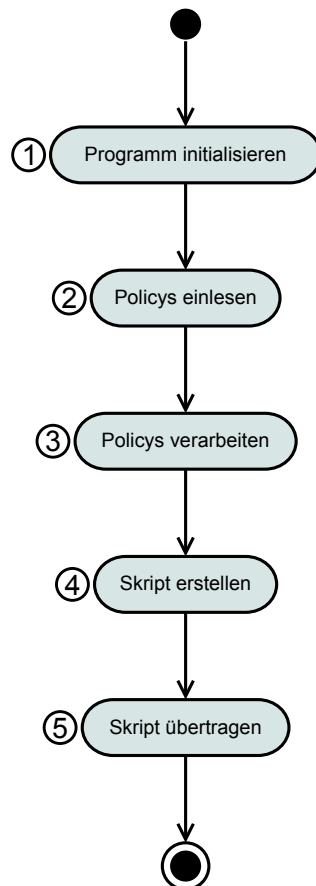 1 Programm initialisieren
2 Policys einlesen
3 Policys verarbeiten
4 Skript erstellen
5 Skript übertragen